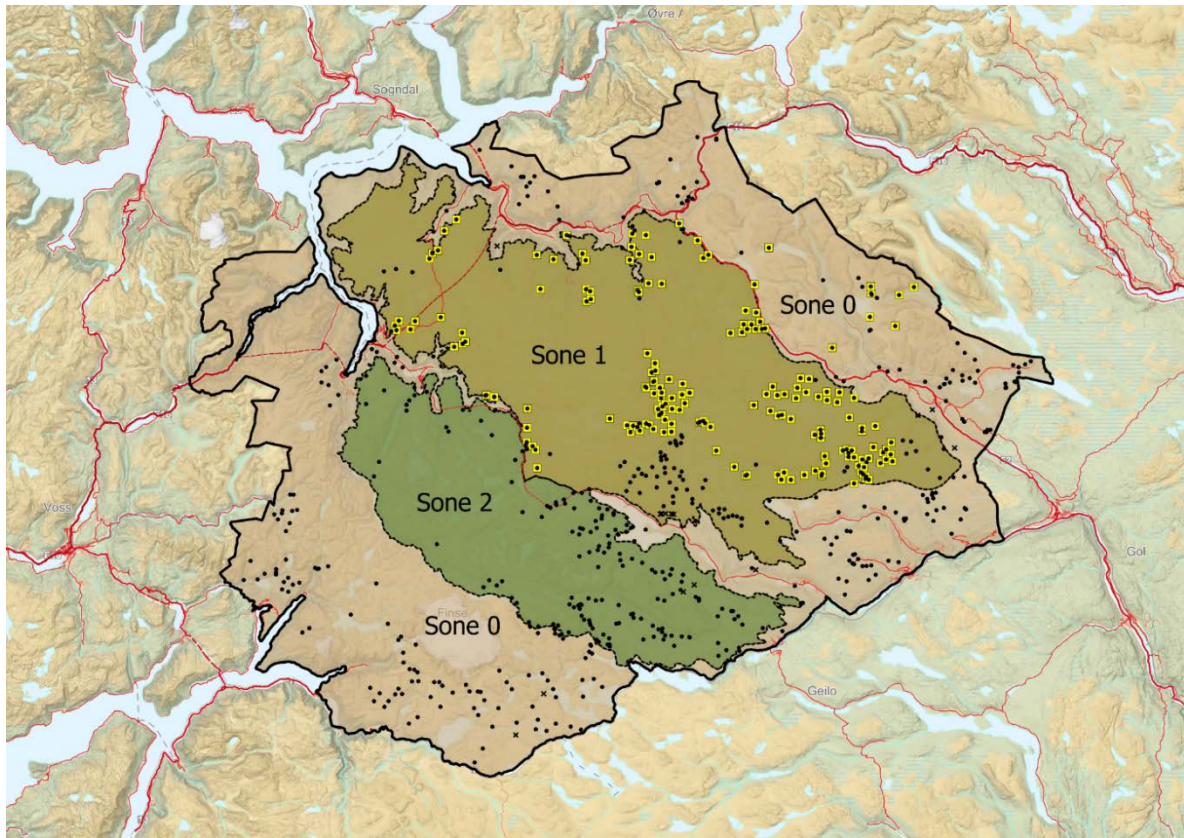 Øvre Å
Sogndal
Sone 0
Sone 1
Sone 2
Voss
Gol
Finse
Sone 0
Geilo